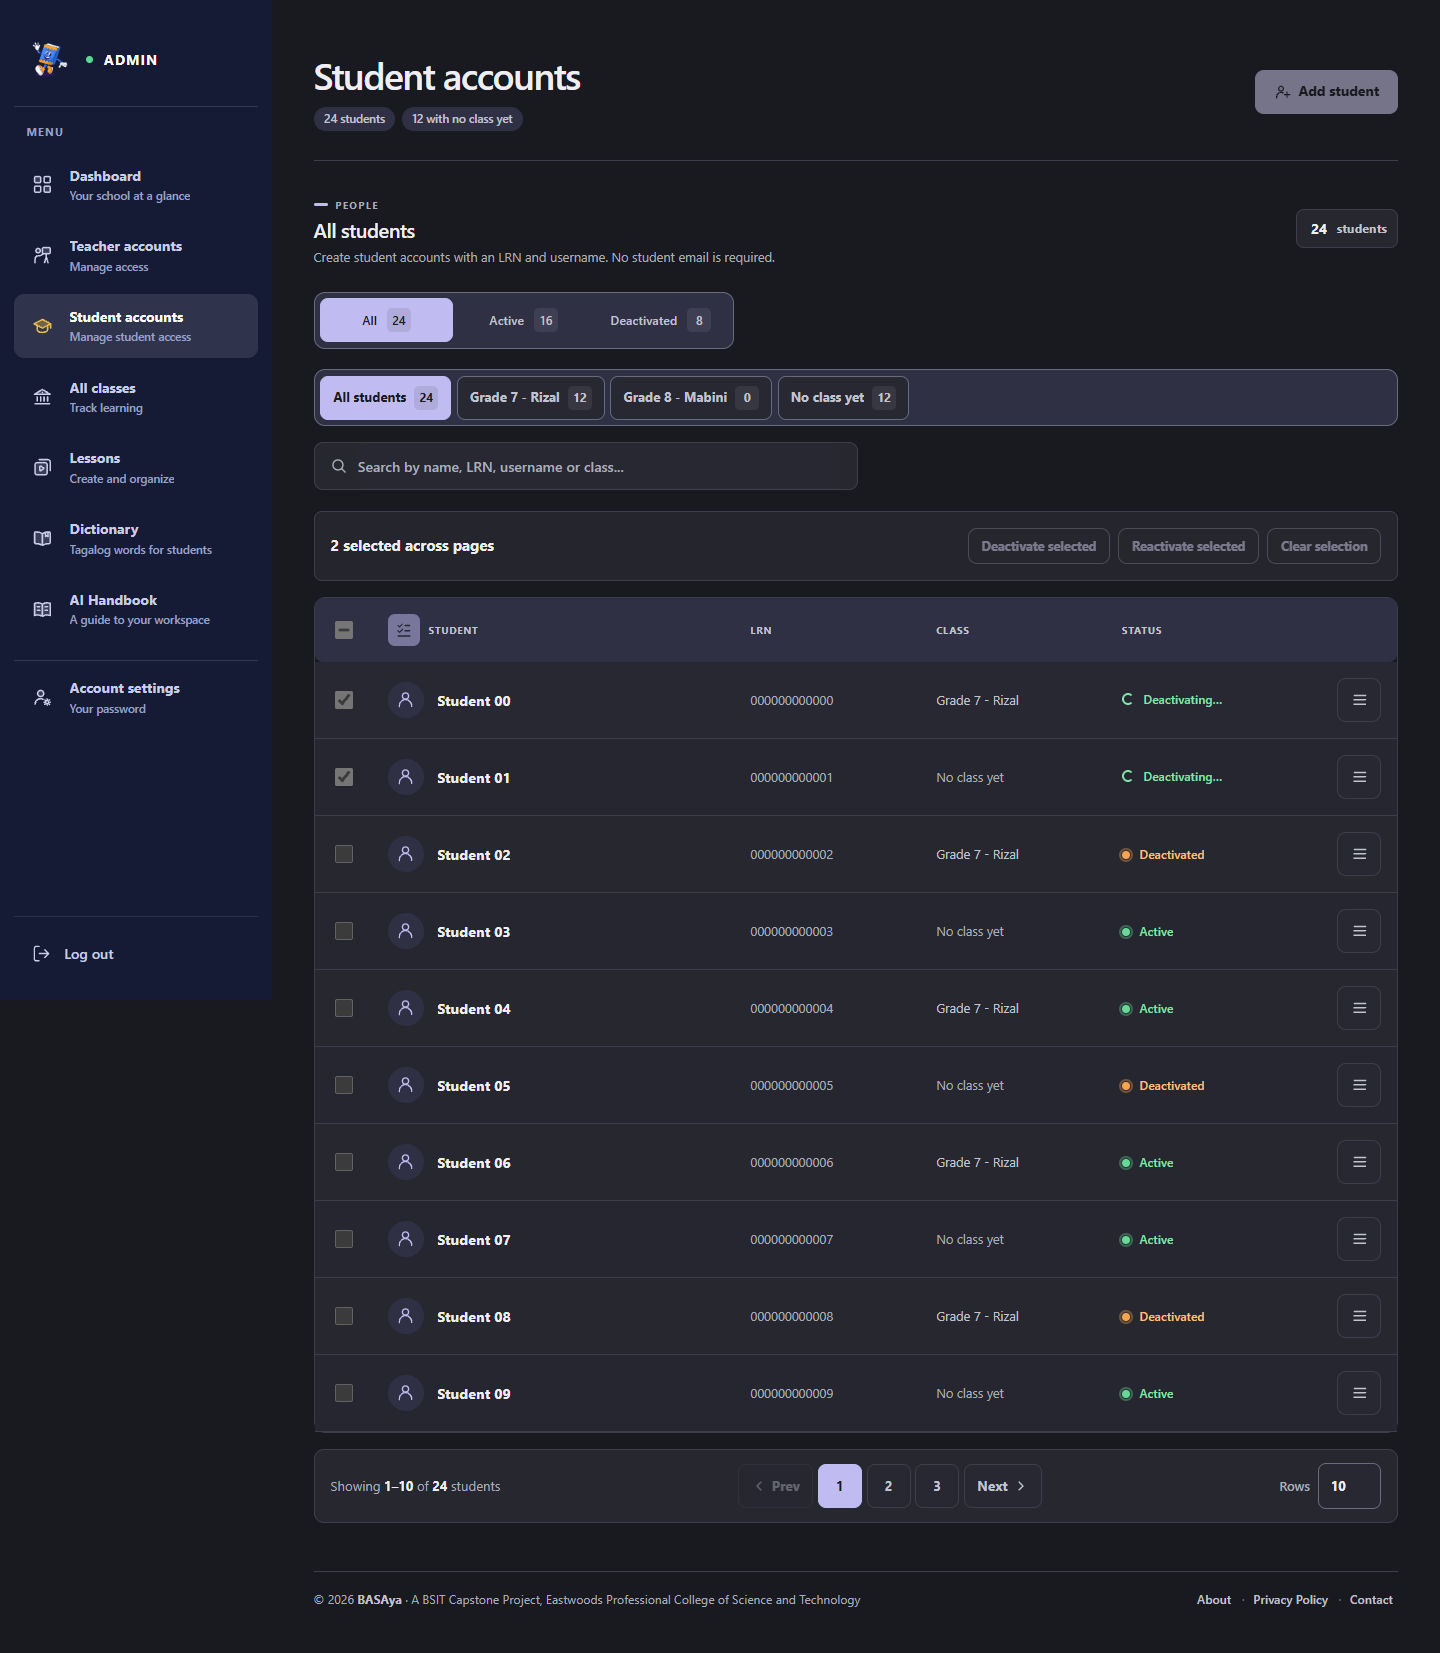 ADMIN
MENU
Dashboard
Your school at a glance
Teacher accounts
Manage access
Student accounts
Manage student access
All classes
Track learning
Lessons
Create and organize
Dictionary
Tagalog words for students
AI Handbook
A guide to your workspace
Account settings
Your password
Log out
Student accounts
24 students 12 with no class yet
Add student
PEOPLE
All students
Create student accounts with an LRN and username. No student email is required.
24 students
All 24 Active 16 Deactivated 8
All students 24 Grade 7 - Rizal 12 Grade 8 - Mabini 0 No class yet 12
Search by name, LRN, username or class...
2 selected across pages
Deactivate selected Reactivate selected Clear selection
STUDENT LRN CLASS STATUS
Student 00 000000000000 Grade 7 - Rizal Deactivating...
Student 01 000000000001 No class yet Deactivating...
Student 02 000000000002 Grade 7 - Rizal Deactivated
Student 03 000000000003 No class yet Active
Student 04 000000000004 Grade 7 - Rizal Active
Student 05 000000000005 No class yet Deactivated
Student 06 000000000006 Grade 7 - Rizal Active
Student 07 000000000007 No class yet Active
Student 08 000000000008 Grade 7 - Rizal Deactivated
Student 09 000000000009 No class yet Active
Showing 1–10 of 24 students
Prev 1 2 3 Next
Rows 10
© 2026 BASAya · A BSIT Capstone Project, Eastwoods Professional College of Science and Technology
About · Privacy Policy · Contact